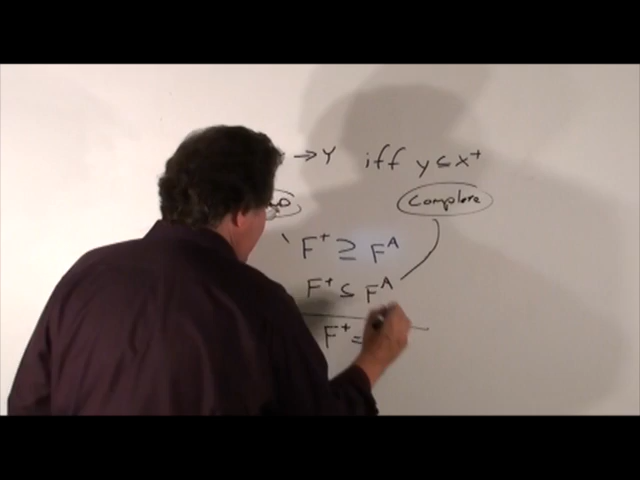 →Y iff y⊆x⁺
Complete
F⁺ ⊇ F^A
F⁺ ⊆ F^A
F⁺ =